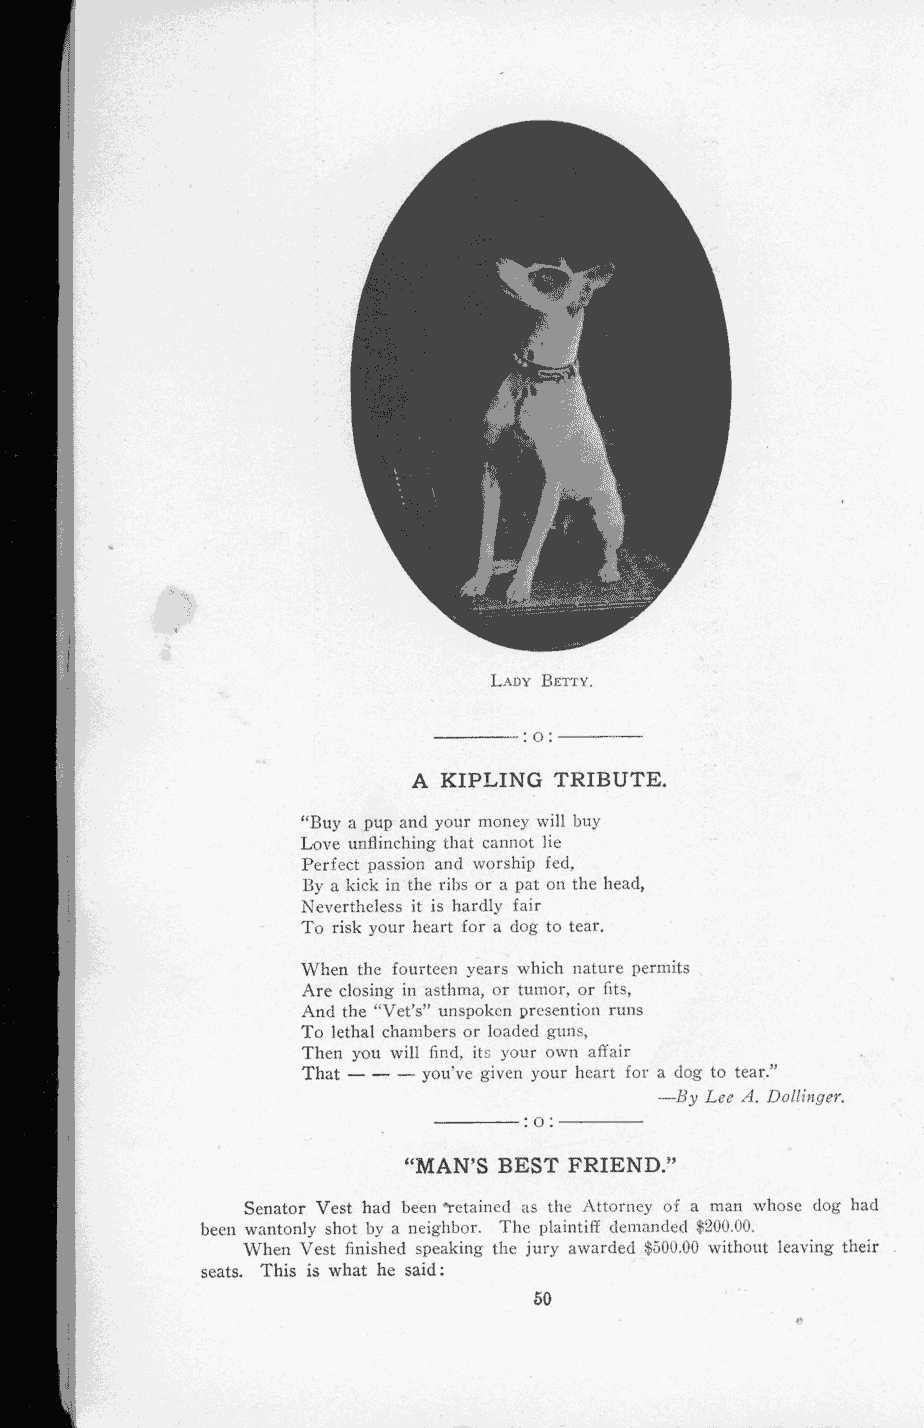 LADY BETTY.
:o:
A KIPLING TRIBUTE.
“Buy a pup and your money will buy
Love unflinching that cannot lie
Perfect passion and worship fed,
By a kick in the ribs or a pat on the head,
Nevertheless it is hardly fair
To risk your heart for a dog to tear.
When the fourteen years which nature permits
Are closing in asthma, or tumor, or fits,
And the “Vet’s” unspoken presention runs
To lethal chambers or loaded guns,
Then you will find, its your own affair
That — — — you’ve given your heart for a dog to tear.”
—By Lee A. Dollinger.
:o:
“MAN’S BEST FRIEND.”
Senator Vest had been retained as the Attorney of a man whose dog had
been wantonly shot by a neighbor. The plaintiff demanded $200.00.
When Vest finished speaking the jury awarded $500.00 without leaving their
seats. This is what he said:
50